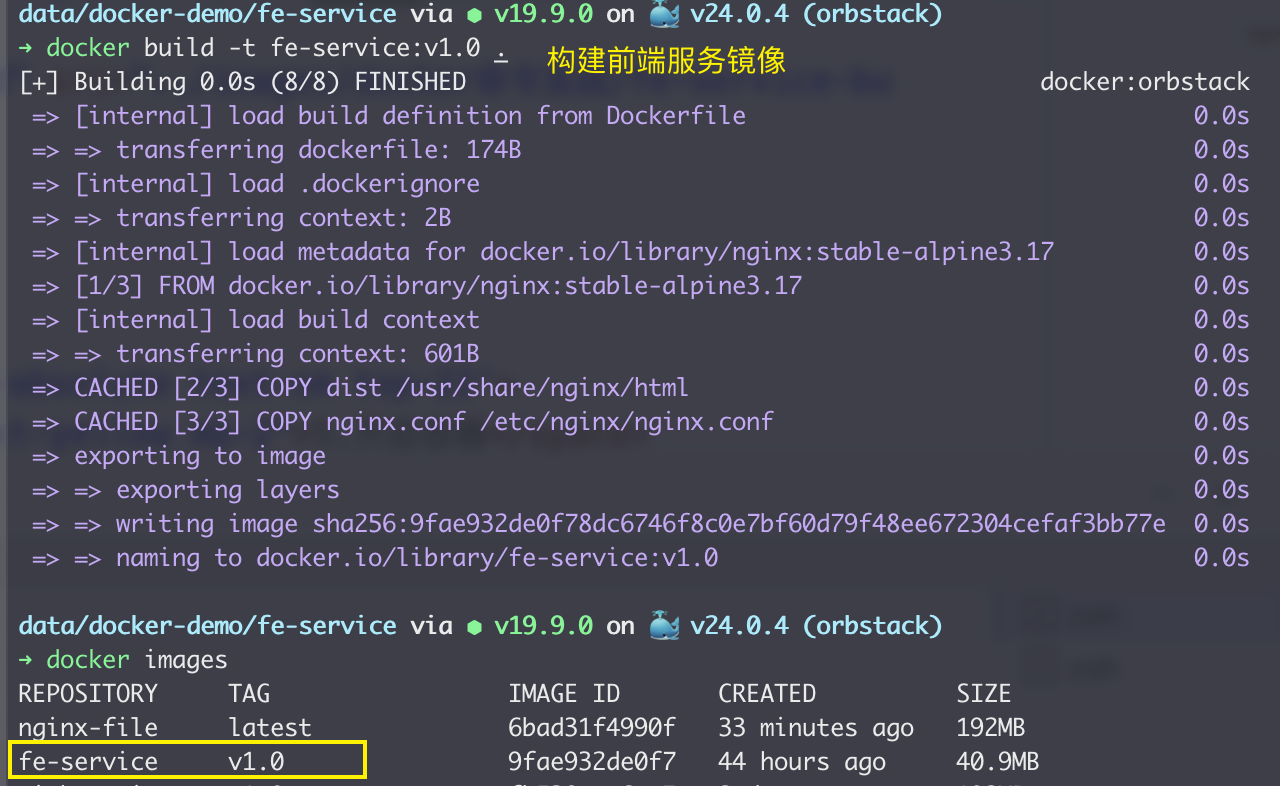 data/docker-demo/fe-service via ⬢ v19.9.0 on 🐳 v24.0.4 (orbstack)
→ docker build -t fe-service:v1.0 . 构建前端服务镜像
[+] Building 0.0s (8/8) FINISHED docker:orbstack
=> [internal] load build definition from Dockerfile 0.0s
=> => transferring dockerfile: 174B 0.0s
=> [internal] load .dockerignore 0.0s
=> => transferring context: 2B 0.0s
=> [internal] load metadata for docker.io/library/nginx:stable-alpine3.17 0.0s
=> [1/3] FROM docker.io/library/nginx:stable-alpine3.17 0.0s
=> [internal] load build context 0.0s
=> => transferring context: 601B 0.0s
=> CACHED [2/3] COPY dist /usr/share/nginx/html 0.0s
=> CACHED [3/3] COPY nginx.conf /etc/nginx/nginx.conf 0.0s
=> exporting to image 0.0s
=> => exporting layers 0.0s
=> => writing image sha256:9fae932de0f78dc6746f8c0e7bf60d79f48ee672304cefaf3bb77e 0.0s
=> => naming to docker.io/library/fe-service:v1.0 0.0s
data/docker-demo/fe-service via ⬢ v19.9.0 on 🐳 v24.0.4 (orbstack)
→ docker images
REPOSITORY TAG IMAGE ID CREATED SIZE
nginx-file latest 6bad31f4990f 33 minutes ago 192MB
fe-service v1.0 9fae932de0f7 44 hours ago 40.9MB